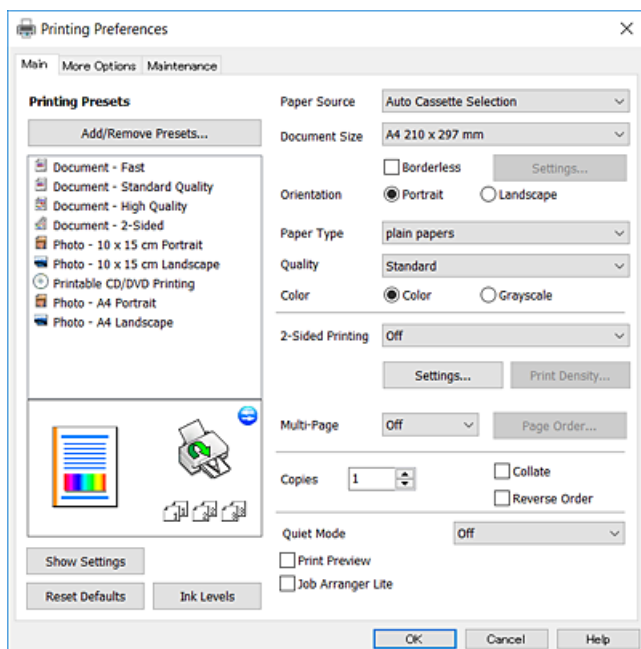 Printing Preferences
Main More Options Maintenance
Printing Presets
Add/Remove Presets...
Document - Fast
Document - Standard Quality
Document - High Quality
Document - 2-Sided
Photo - 10 x 15 cm Portrait
Photo - 10 x 15 cm Landscape
Printable CD/DVD Printing
Photo - A4 Portrait
Photo - A4 Landscape
Show Settings
Reset Defaults Ink Levels
Paper Source Auto Cassette Selection
Document Size A4 210 x 297 mm
Borderless Settings...
Orientation Portrait Landscape
Paper Type plain papers
Quality Standard
Color Color Grayscale
2-Sided Printing Off
Settings... Print Density...
Multi-Page Off Page Order...
Copies 1 Collate
Reverse Order
Quiet Mode Off
Print Preview
Job Arranger Lite
OK Cancel Help